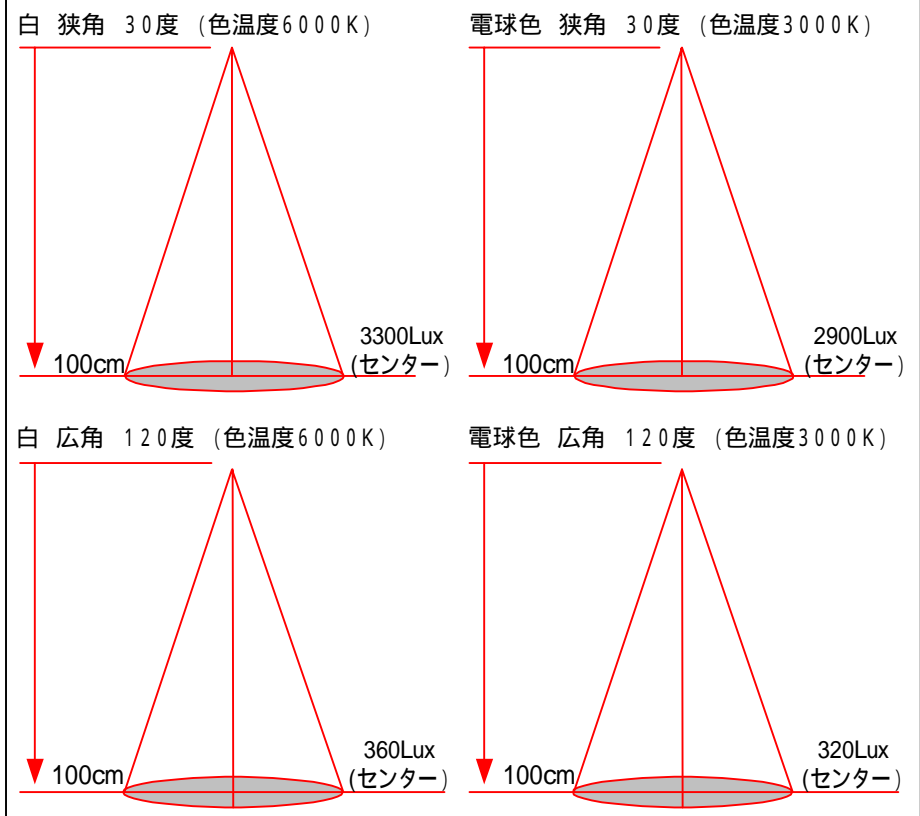 白 狭角 30度 (色温度6000K)
電球色 狭角 30度 (色温度3000K)
100cm
3300Lux
(センター)
100cm
2900Lux
(センター)
白 広角 120度 (色温度6000K)
電球色 広角 120度 (色温度3000K)
100cm
360Lux
(センター)
100cm
320Lux
(センター)